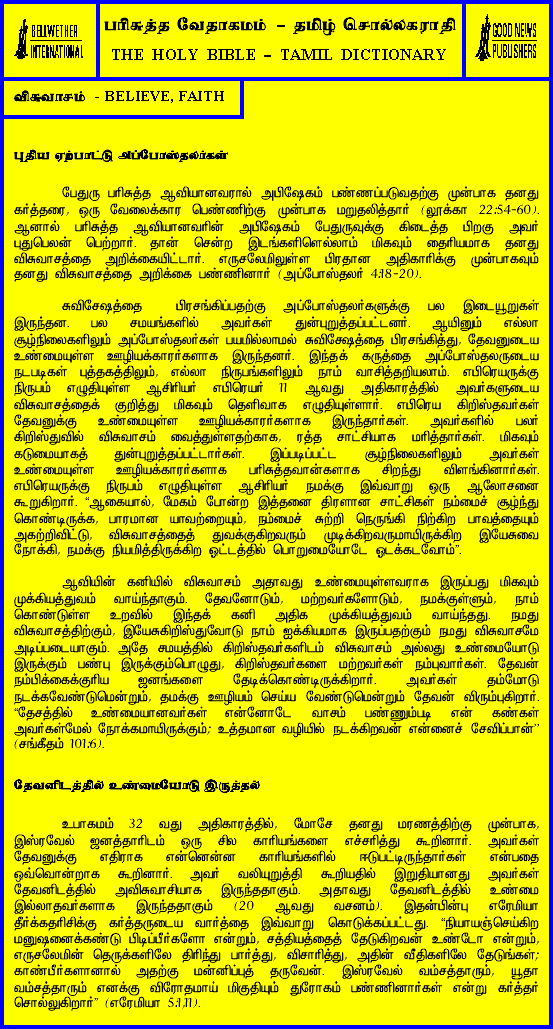 BELLWETHER
INTERNATIONAL
பரிசுத்த வேதாகமம் – தமிழ் சொல்லகராதி
THE HOLY BIBLE – TAMIL DICTIONARY
GOOD NEWS
PUBLISHERS
விசுவாசம் - BELIEVE, FAITH
புதிய ஏற்பாட்டு அப்போஸ்தலர்கள்
பேதுரு பரிசுத்த ஆவியானவரால் அபிஷேகம் பண்ணப்படுவதற்கு முன்பாக தனது
கர்த்தரை, ஒரு வேலைக்கார பெண்ணிற்கு முன்பாக மறுதலித்தார் (லூக்கா 22:54-60).
ஆனால் பரிசுத்த ஆவியானவரின் அபிஷேகம் பேதுருவுக்கு கிடைத்த பிறகு அவர்
புதுபெலன் பெற்றார். தான் சென்ற இடங்களிளெல்லாம் மிகவும் தைரியமாக தனது
விசுவாசத்தை அறிக்கையிட்டார். எருசலேமிலுள்ள பிரதான அதிகாரிக்கு முன்பாகவும்
தனது விசுவாசத்தை அறிக்கை பண்ணினார் (அப்போஸ்தலர் 4:18-20).
சுவிசேஷத்தை பிரசங்கிப்பதற்கு அப்போஸ்தலர்களுக்கு பல இடையூறுகள்
இருந்தன. பல சமயங்களில் அவர்கள் துன்புறுத்தப்பட்டனர். ஆயினும் எல்லா
சூழ்நிலைகளிலும் அப்போஸ்தலர்கள் பயமில்லாமல் சுவிசேஷத்தை பிரசங்கித்து, தேவனுடைய
உண்மையுள்ள ஊழியக்காரர்களாக இருந்தனர். இந்தக் கருத்தை அப்போஸ்தலருடைய
நடபடிகள் புத்தகத்திலும், எல்லா நிருபங்களிலும் நாம் வாசித்தறியலாம். எபிரெயருக்கு
நிருபம் எழுதியுள்ள ஆசிரியர் எபிரெயர் 11 ஆவது அதிகாரத்தில் அவர்களுடைய
விசுவாசத்தைக் குறித்து மிகவும் தெளிவாக எழுதியுள்ளார். எபிரெய கிறிஸ்தவர்கள்
தேவனுக்கு உண்மையுள்ள ஊழியக்காரர்களாக இருந்தார்கள். அவர்களில் பலர்
கிறிஸ்துவில் விசுவாசம் வைத்துள்ளதற்காக, ரத்த சாட்சியாக மரித்தார்கள். மிகவும்
கடுமையாகத் துன்புறுத்தப்பட்டார்கள். இப்படிப்பட்ட சூழ்நிலைகளிலும் அவர்கள்
உண்மையுள்ள ஊழியக்காரர்களாக பரிசுத்தவான்களாக சிறந்து விளங்கினார்கள்.
எபிரெயருக்கு நிருபம் எழுதியுள்ள ஆசிரியர் நமக்கு இவ்வாறு ஒரு ஆலோசனை
கூறுகிறார். “ஆகையால், மேகம் போன்ற இத்தனை திரளான சாட்சிகள் நம்மைச் சூழ்ந்து
கொண்டிருக்க, பாரமான யாவற்றையும், நம்மைச் சுற்றி நெருங்கி நிற்கிற பாவத்தையும்
அகற்றிவிட்டு, விசுவாசத்தைத் துவக்குகிறவரும் முடிக்கிறவருமாயிருக்கிற இயேசுவை
நோக்கி, நமக்கு நியமித்திருக்கிற ஓட்டத்தில் பொறுமையோடே ஓடக்கடவோம்”.
ஆவியின் கனியில் விசுவாசம் அதாவது உண்மையுள்ளவராக இருப்பது மிகவும்
முக்கியத்துவம் வாய்ந்தாகும். தேவனோடும், மற்றவர்களோடும், நமக்குள்ளும், நாம்
கொண்டுள்ள உறவில் இந்தக் கனி அதிக முக்கியத்துவம் வாய்ந்தது. நமது
விசுவாசத்திற்கும், இயேசுகிறிஸ்துவோடு நாம் ஐக்கியமாக இருப்பதற்கும் நமது விசுவாசமே
அடிப்படையாகும். அதே சமயத்தில் கிறிஸ்தவர்களிடம் விசுவாசம் அல்லது உண்மையோடு
இருக்கும் பண்பு இருக்கும்பொழுது, கிறிஸ்தவர்களை மற்றவர்கள் நம்புவார்கள். தேவன்
நம்பிக்கைக்குரிய ஜனங்களை தேடிக்கொண்டிருக்கிறார். அவர்கள் தம்மோடு
நடக்கவேண்டுமென்றும், தமக்கு ஊழியம் செய்ய வேண்டுமென்றும் தேவன் விரும்புகிறார்.
“தேசத்தில் உண்மையானவர்கள் என்னோடே வாசம் பண்ணும்படி என் கண்கள்
அவர்கள்மேல் நோக்கமாயிருக்கும்; உத்தமான வழியில் நடக்கிறவன் என்னைச் சேவிப்பான்”
(சங்கீதம் 101:6).
தேவனிடத்தில் உண்மையோடு இருத்தல்
உபாகமம் 32 வது அதிகாரத்தில், மோசே தனது மரணத்திற்கு முன்பாக,
இஸ்ரவேல் ஜனத்தாரிடம் ஒரு சில காரியங்களை எச்சரித்து கூறினார். அவர்கள்
தேவனுக்கு எதிராக என்னென்ன காரியங்களில் ஈடுபட்டிருந்தார்கள் என்பதை
ஒவ்வொன்றாக கூறினார். அவர் வலியுறுத்தி கூறியதில் இறுதியானது அவர்கள்
தேவனிடத்தில் அவிசுவாசியாக இருந்ததாகும். அதாவது தேவனிடத்தில் உண்மை
இல்லாதவர்களாக இருந்ததாகும் (20 ஆவது வசனம்). இதன்பின்பு எரேமியா
தீர்க்கதரிசிக்கு கர்த்தருடைய வார்த்தை இவ்வாறு கொடுக்கப்பட்டது. “நியாயஞ்செய்கிற
மனுஷனைக்கண்டு பிடிப்பீர்களோ என்றும், சத்தியத்தைத் தேடுகிறவன் உண்டோ என்றும்,
எருசலேமின் தெருக்களிலே திரிந்து பார்த்து, விசாரித்து, அதின் வீதிகளிலே தேடுங்கள்;
காண்பீர்களானால் அதற்கு மன்னிப்புத் தருவேன். இஸ்ரவேல் வம்சத்தாரும், யூதா
வம்சத்தாரும் எனக்கு விரோதமாய் மிகுதியும் துரோகம் பண்ணினார்கள் என்று கர்த்தர்
சொல்லுகிறார்” (எரேமியா 5:1,11).